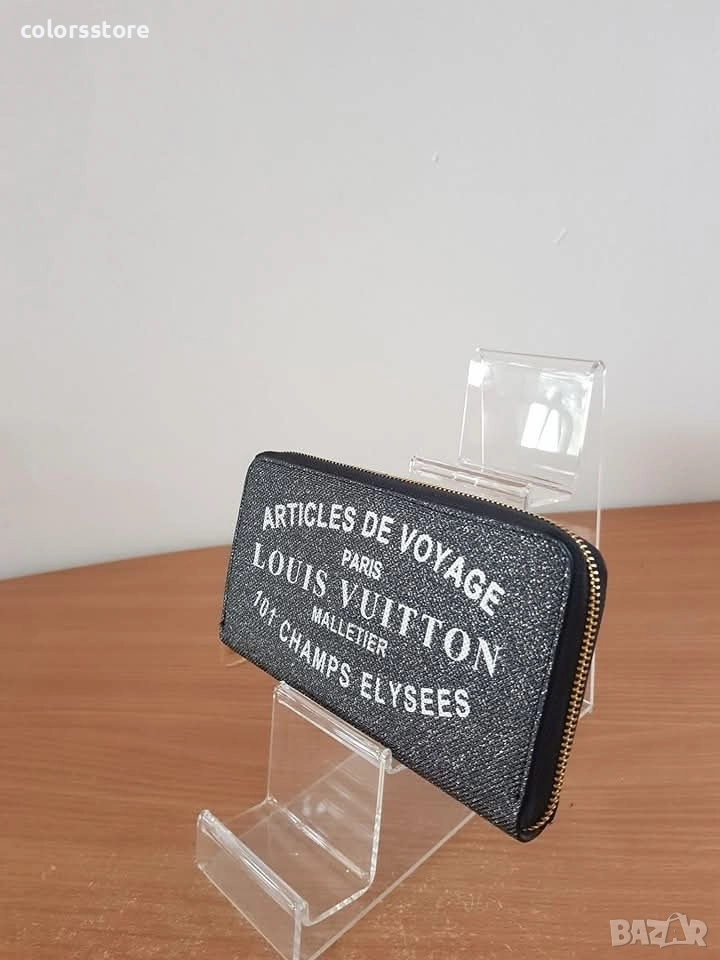 colorsstore
ARTICLES DE VOYAGE
PARIS
LOUIS VUITTON
MALLETIER
101 CHAMPS ELYSEES
BAZAR